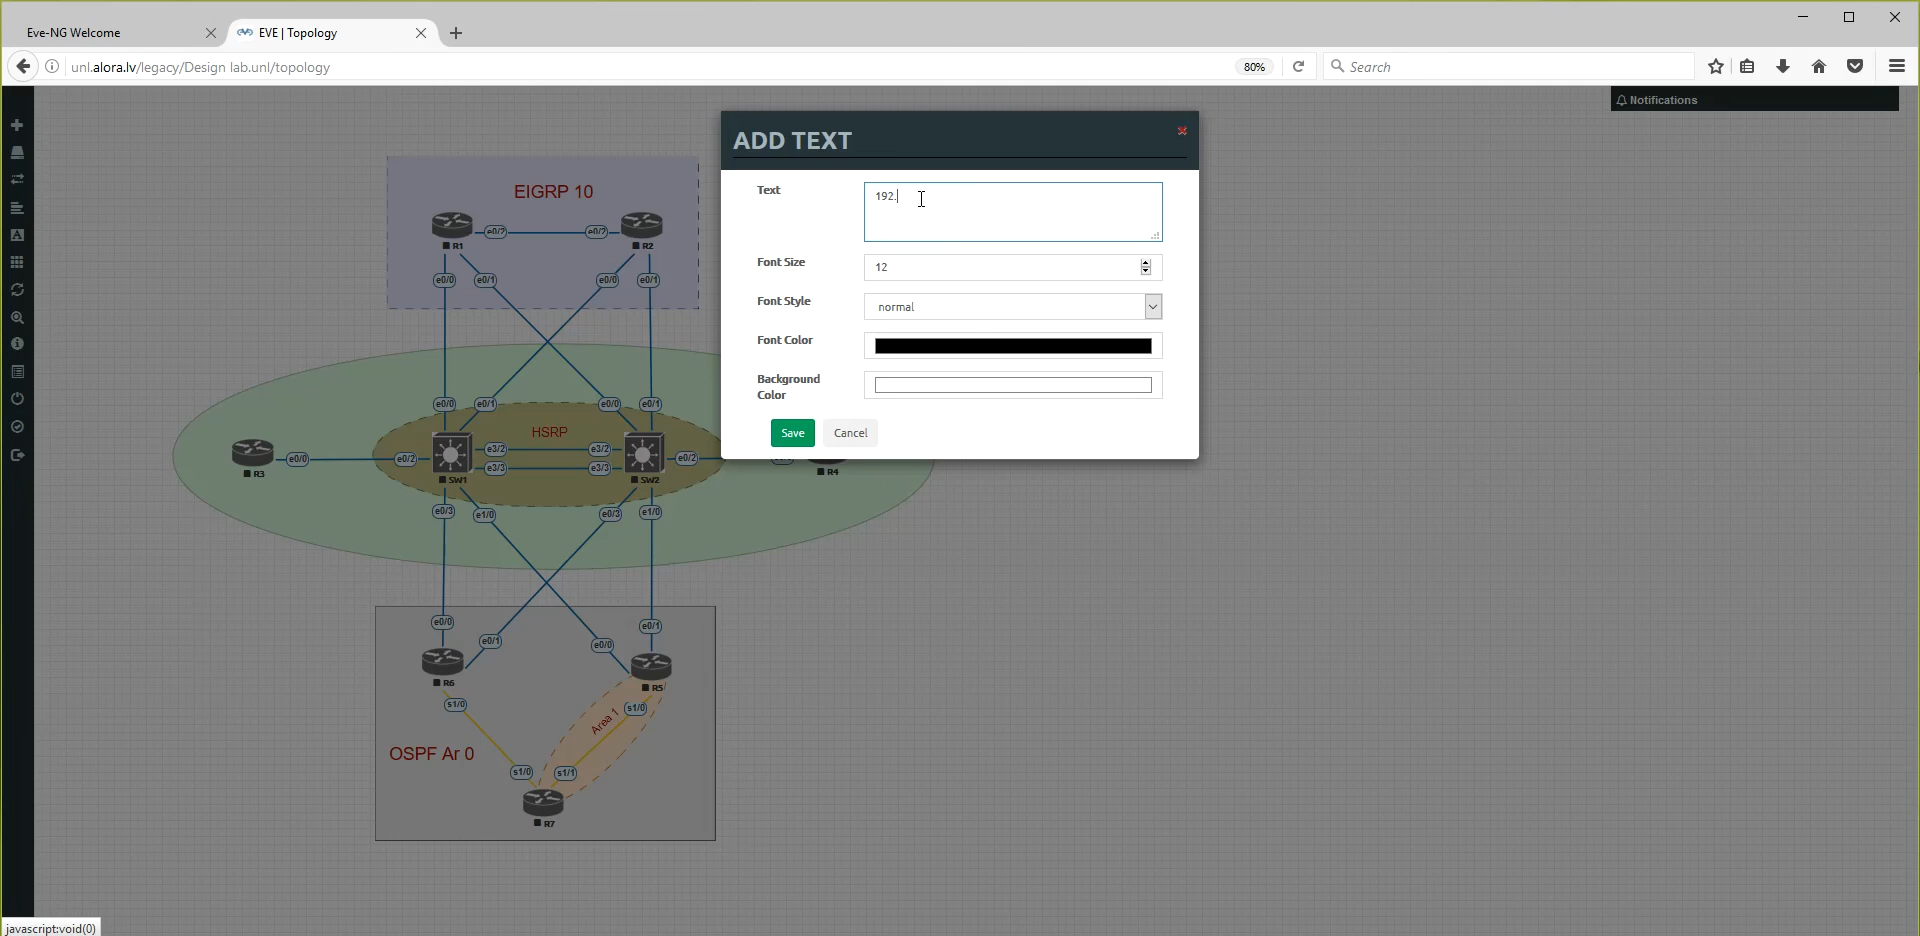 Eve-NG Welcome
EVE | Topology
unl.alora.lv/legacy/Design lab.unl/topology
80%
Search
Notifications
ADD TEXT
Text
192.
Font Size
12
Font Style
normal
Font Color
Background
Color
Save
Cancel
EIGRP 10
e0/2
e0/2
R1
R2
e0/0
e0/1
e0/0
e0/1
e0/0
e0/1
e0/0
e0/1
HSRP
e3/2
e3/2
R3
e0/0
e0/2
e3/3
e3/3
e0/2
R4
SW1
SW2
e0/3
e1/0
e0/3
e1/0
e0/0
e0/1
e0/1
e0/0
R6
R5
s1/0
s1/0
Area 1
OSPF Ar 0
s1/0
s1/1
R7
javascript:void(0)